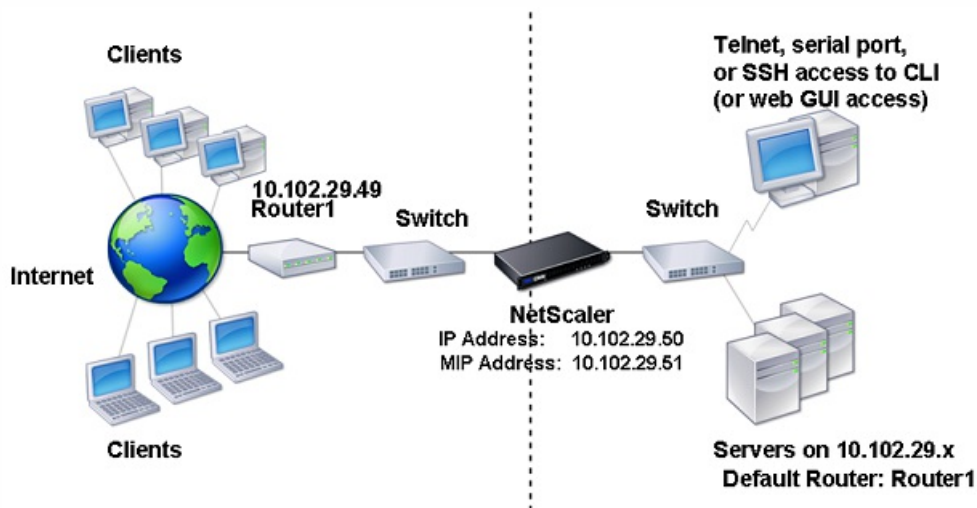 Clients
Telnet, serial port,
or SSH access to CLI
(or web GUI access)
10.102.29.49
Router1
Switch
Switch
Internet
NetScaler
IP Address: 10.102.29.50
MIP Address: 10.102.29.51
Clients
Servers on 10.102.29.x
Default Router: Router1